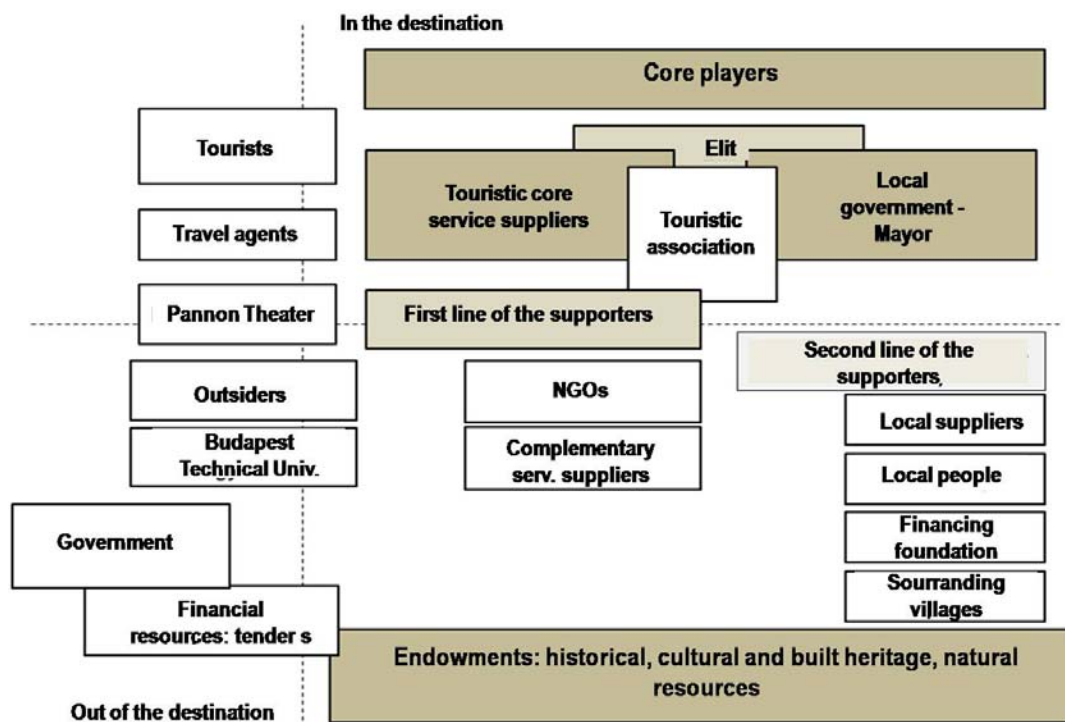 In the destination
Core players
Tourists
Elit
Touristic core
service suppliers
Local
government -
Mayor
Touristic
association
Travel agents
Pannon Theater
First line of the supporters
Second line of the
supporters,
Outsiders
NGOs
Local suppliers
Budapest
Technical Univ.
Complementary
serv. suppliers
Local people
Government
Financing
foundation
Financial
resources: tender s
Sourranding
villages
Endowments: historical, cultural and built heritage, natural
resources
Out of the destination